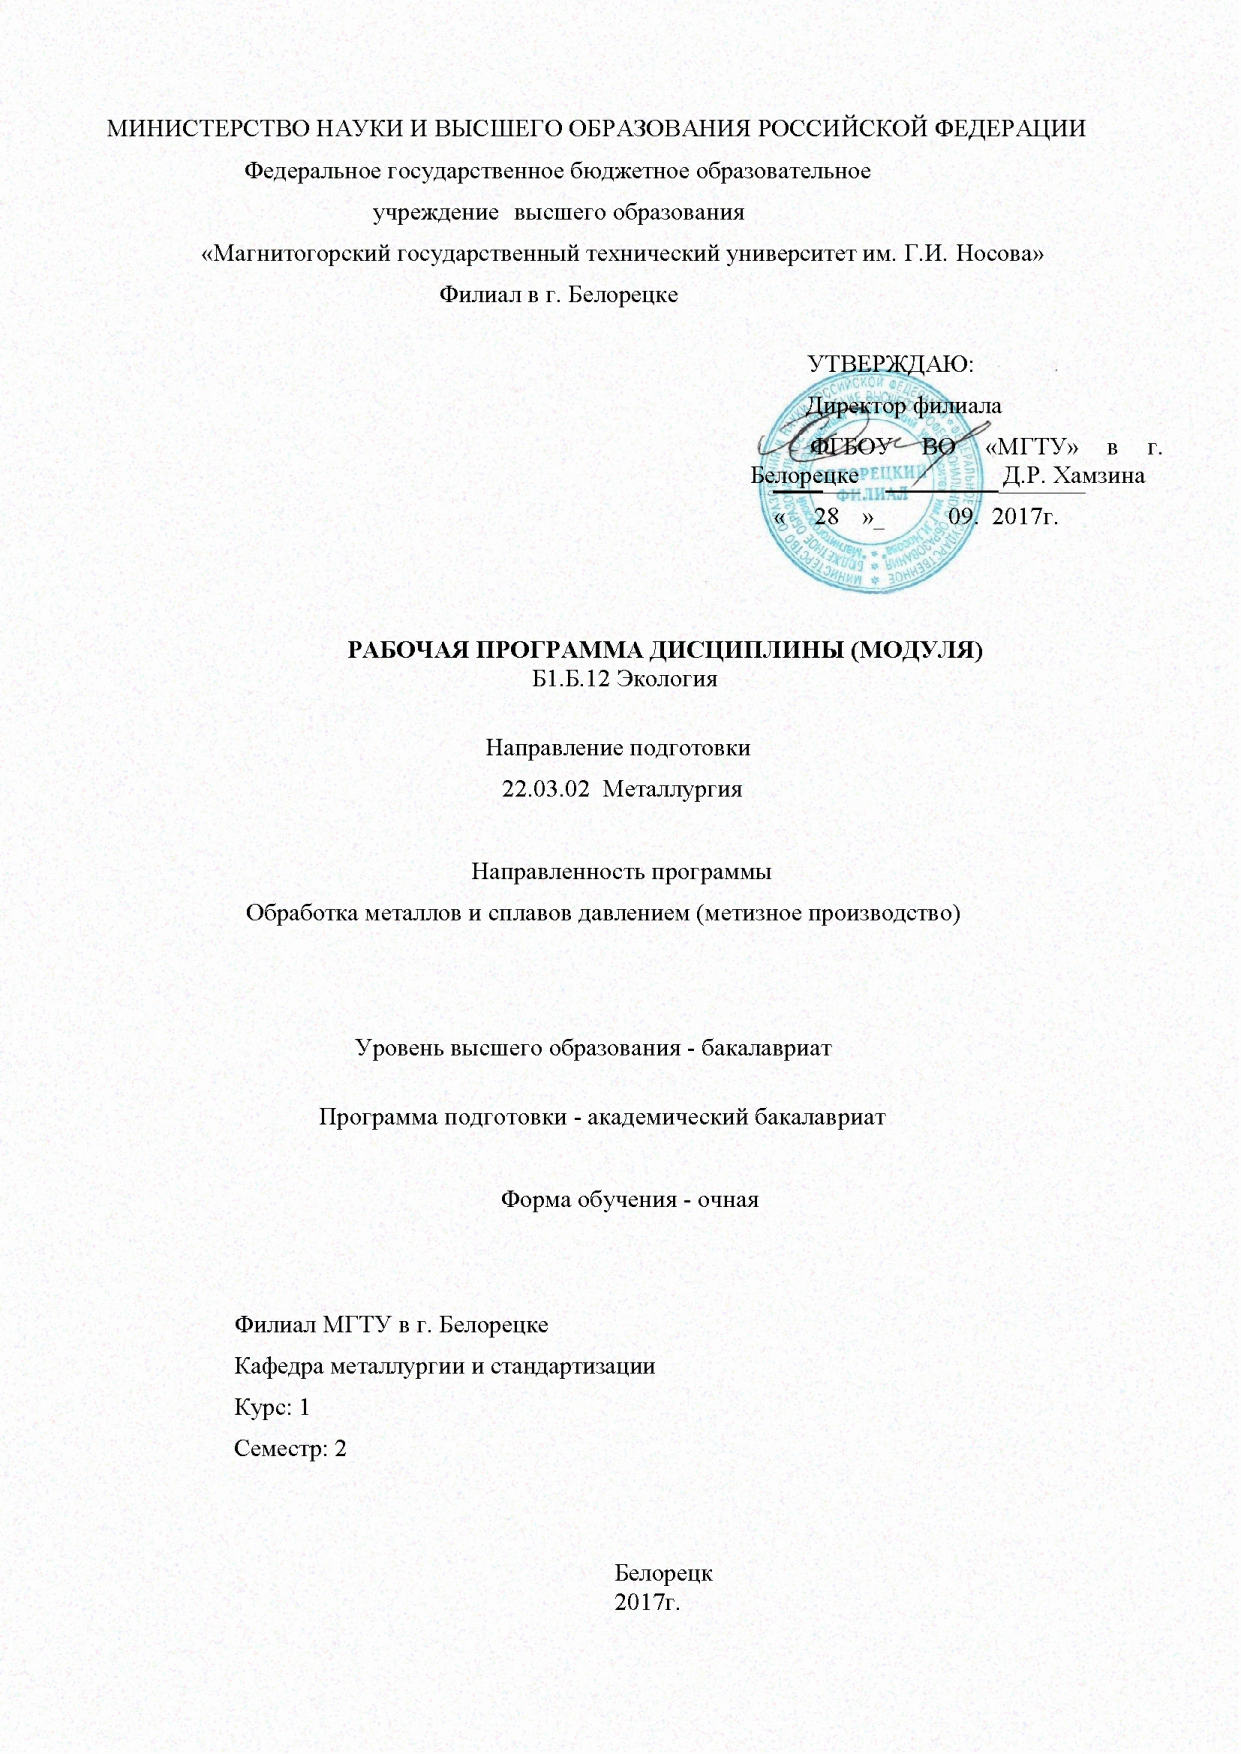 МИНИСТЕРСТВО НАУКИ И ВЫСШЕГО ОБРАЗОВАНИЯ РОССИЙСКОЙ ФЕДЕРАЦИИ
Федеральное государственное бюджетное образовательное
учреждение высшего образования
«Магнитогорский государственный технический университет им. Г.И. Носова»
Филиал в г. Белорецке
УТВЕРЖДАЮ:
Директор филиала
ФГБОУ ВО «МГТУ» в г.
Белорецке Д.Р. Хамзина
« 28 »_ 09. 2017г.
БЕЛОРЕЦКИЙ
ФИЛИАЛ
РАБОЧАЯ ПРОГРАММА ДИСЦИПЛИНЫ (МОДУЛЯ)
Б1.Б.12 Экология
Направление подготовки
22.03.02 Металлургия
Направленность программы
Обработка металлов и сплавов давлением (метизное производство)
Уровень высшего образования - бакалавриат
Программа подготовки - академический бакалавриат
Форма обучения - очная
Филиал МГТУ в г. Белорецке
Кафедра металлургии и стандартизации
Курс: 1
Семестр: 2
Белорецк
2017г.